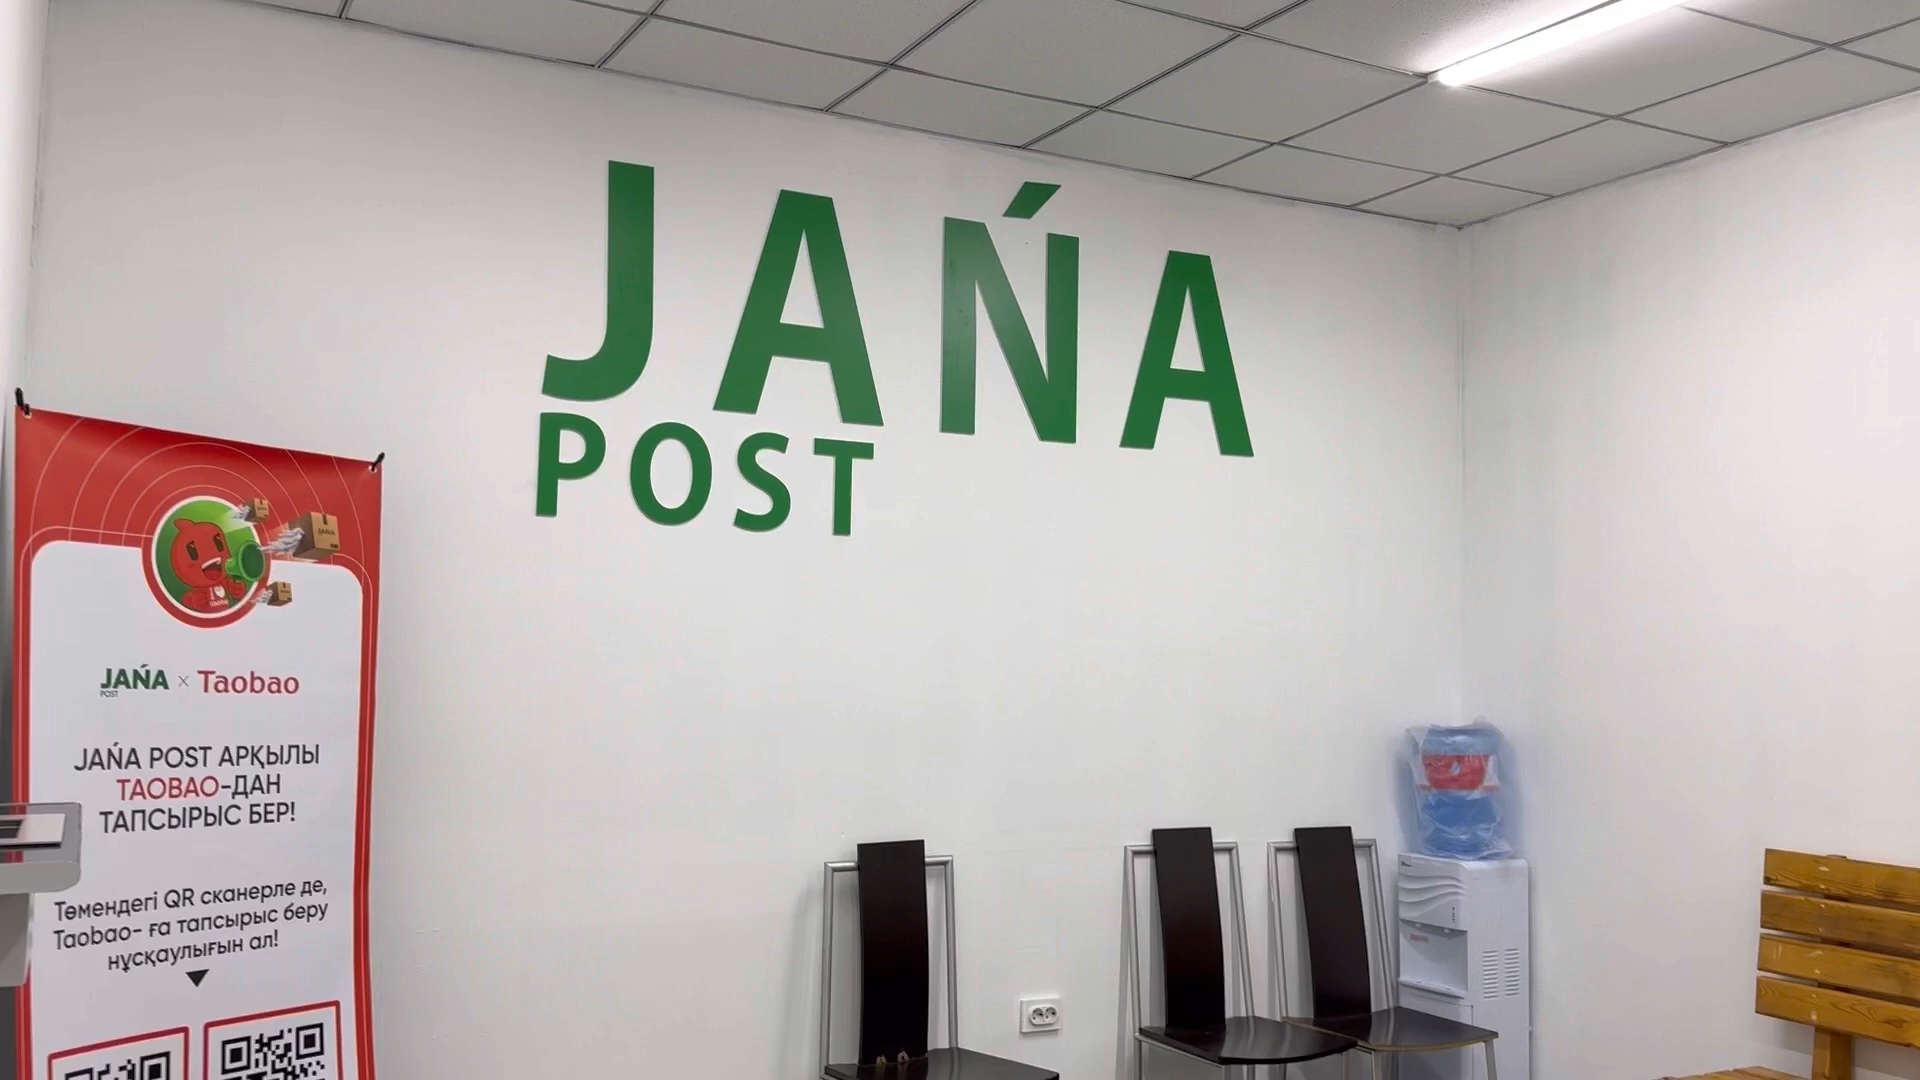 JAŃA
POST
JAŃA × Taobao
POST
JAŃA POST АРҚЫЛЫ
TAOBAO-ДАН
ТАПСЫРЫС БЕР!
Төмендегі QR сканерле де,
Taobao- ға тапсырыс беру
нұсқаулығын ал!